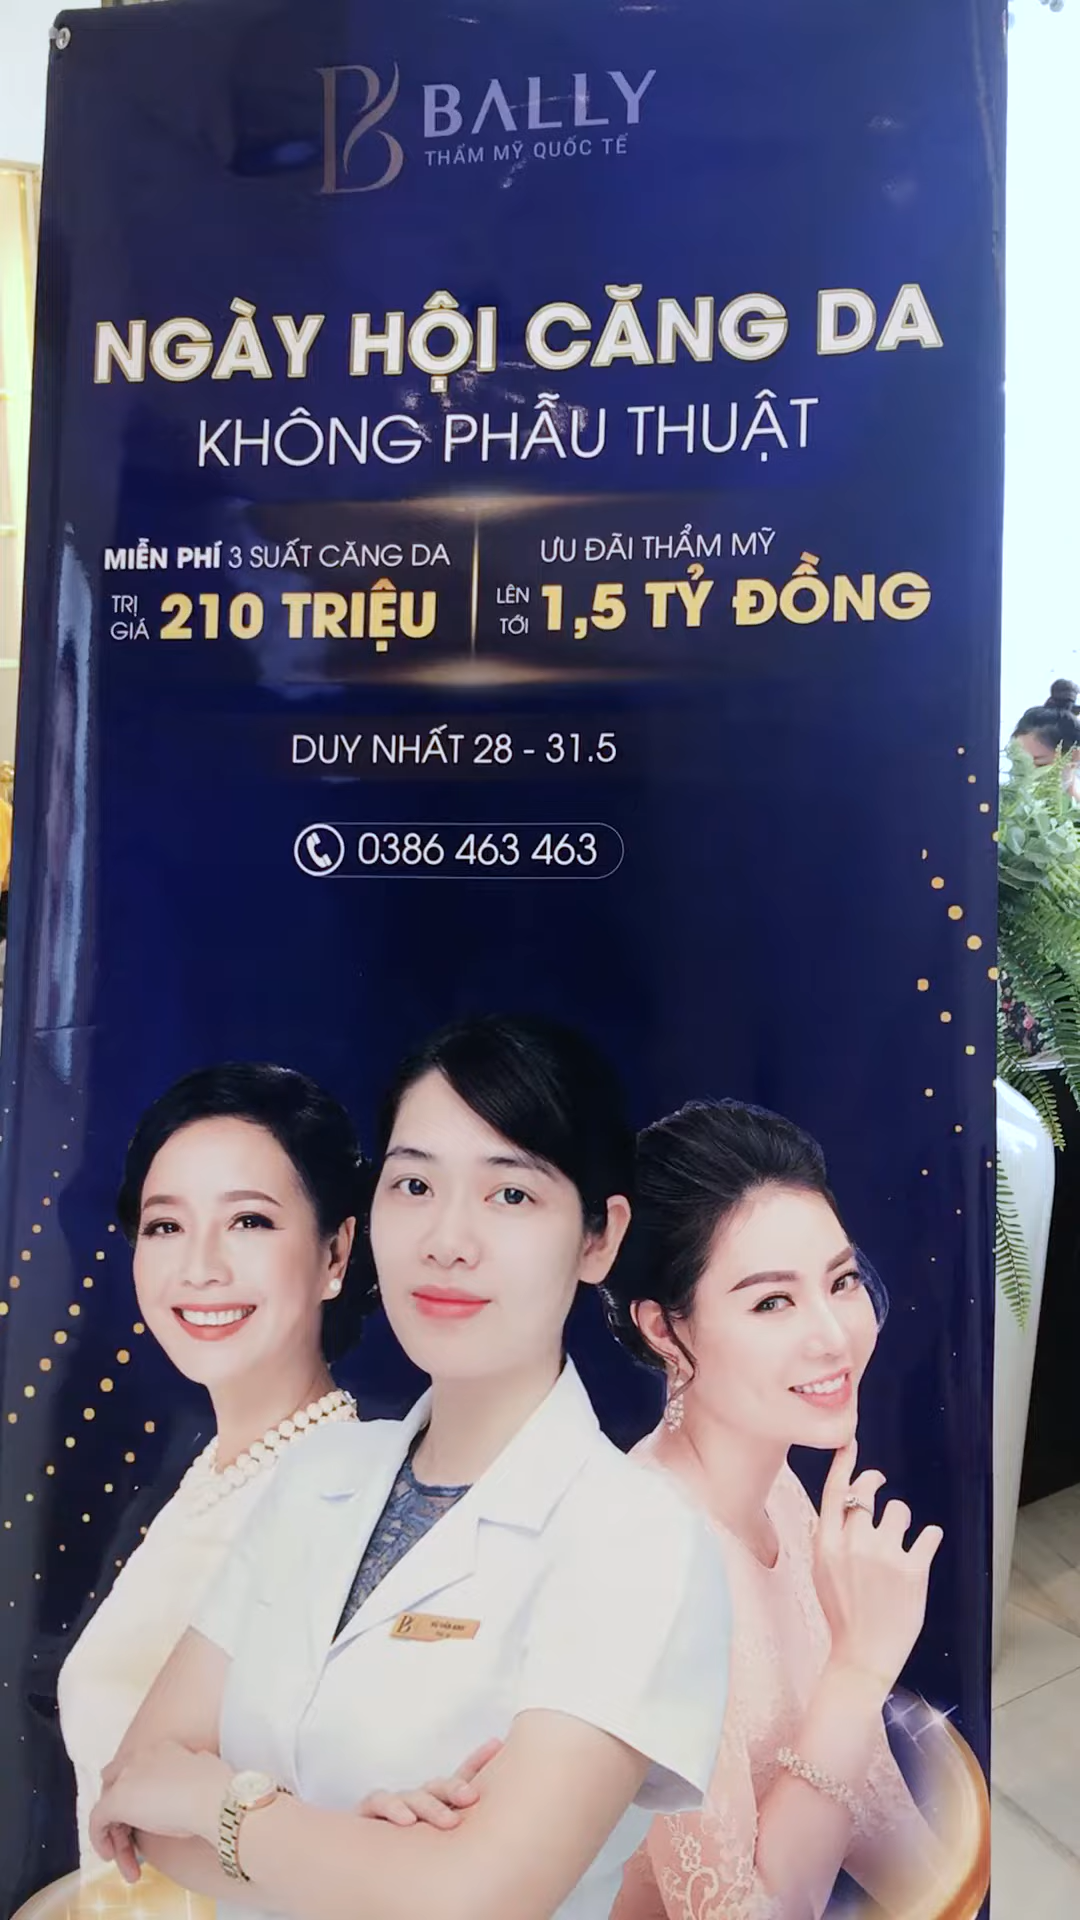 BALLY
THẨM MỸ QUỐC TẾ
NGÀY HỘI CĂNG DA
KHÔNG PHẪU THUẬT
MIỄN PHÍ 3 SUẤT CĂNG DA
TRỊ GIÁ 210 TRIỆU
ƯU ĐÃI THẨM MỸ
LÊN TỚI 1,5 TỶ ĐỒNG
DUY NHẤT 28 - 31.5
0386 463 463